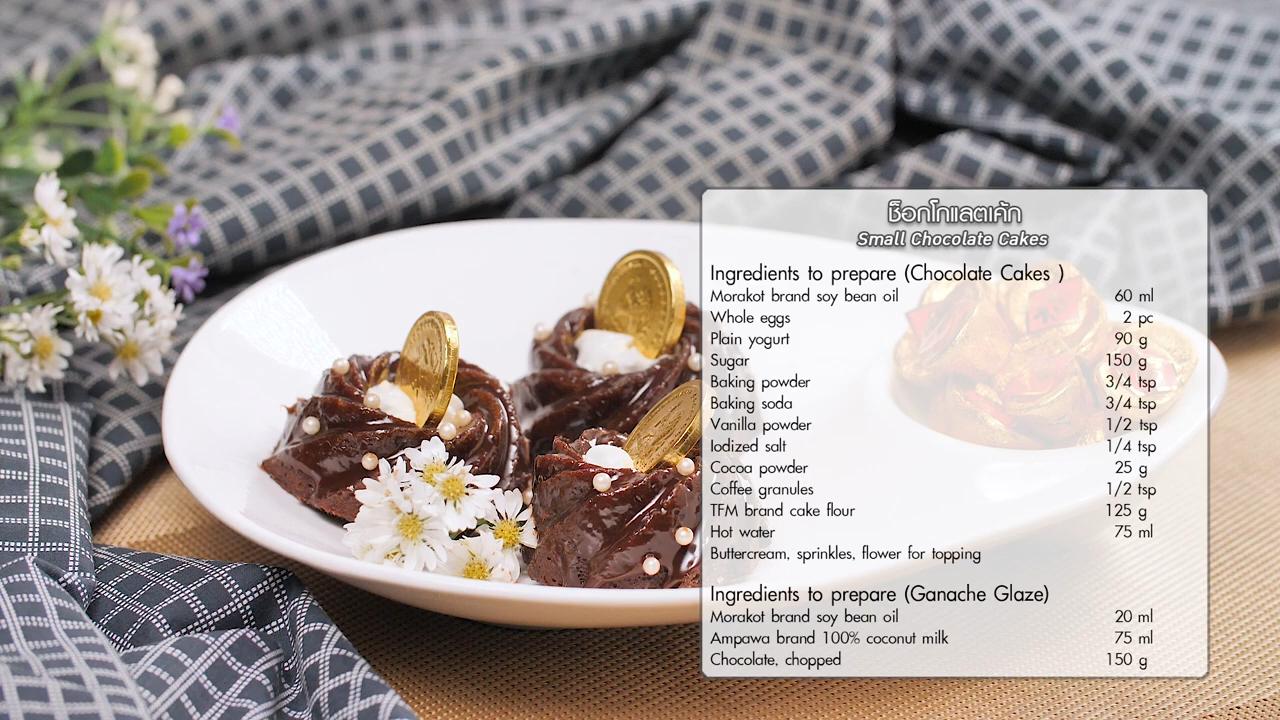 ช็อกโกแลตเค้ก
Small Chocolate Cakes
Ingredients to prepare (Chocolate Cakes )
Morakot brand soy bean oil 60 ml
Whole eggs 2 pc
Plain yogurt 90 g
Sugar 150 g
Baking powder 3/4 tsp
Baking soda 3/4 tsp
Vanilla powder 1/2 tsp
Iodized salt 1/4 tsp
Cocoa powder 25 g
Coffee granules 1/2 tsp
TFM brand cake flour 125 g
Hot water 75 ml
Buttercream, sprinkles, flower for topping
Ingredients to prepare (Ganache Glaze)
Morakot brand soy bean oil 20 ml
Ampawa brand 100% coconut milk 75 ml
Chocolate, chopped 150 g